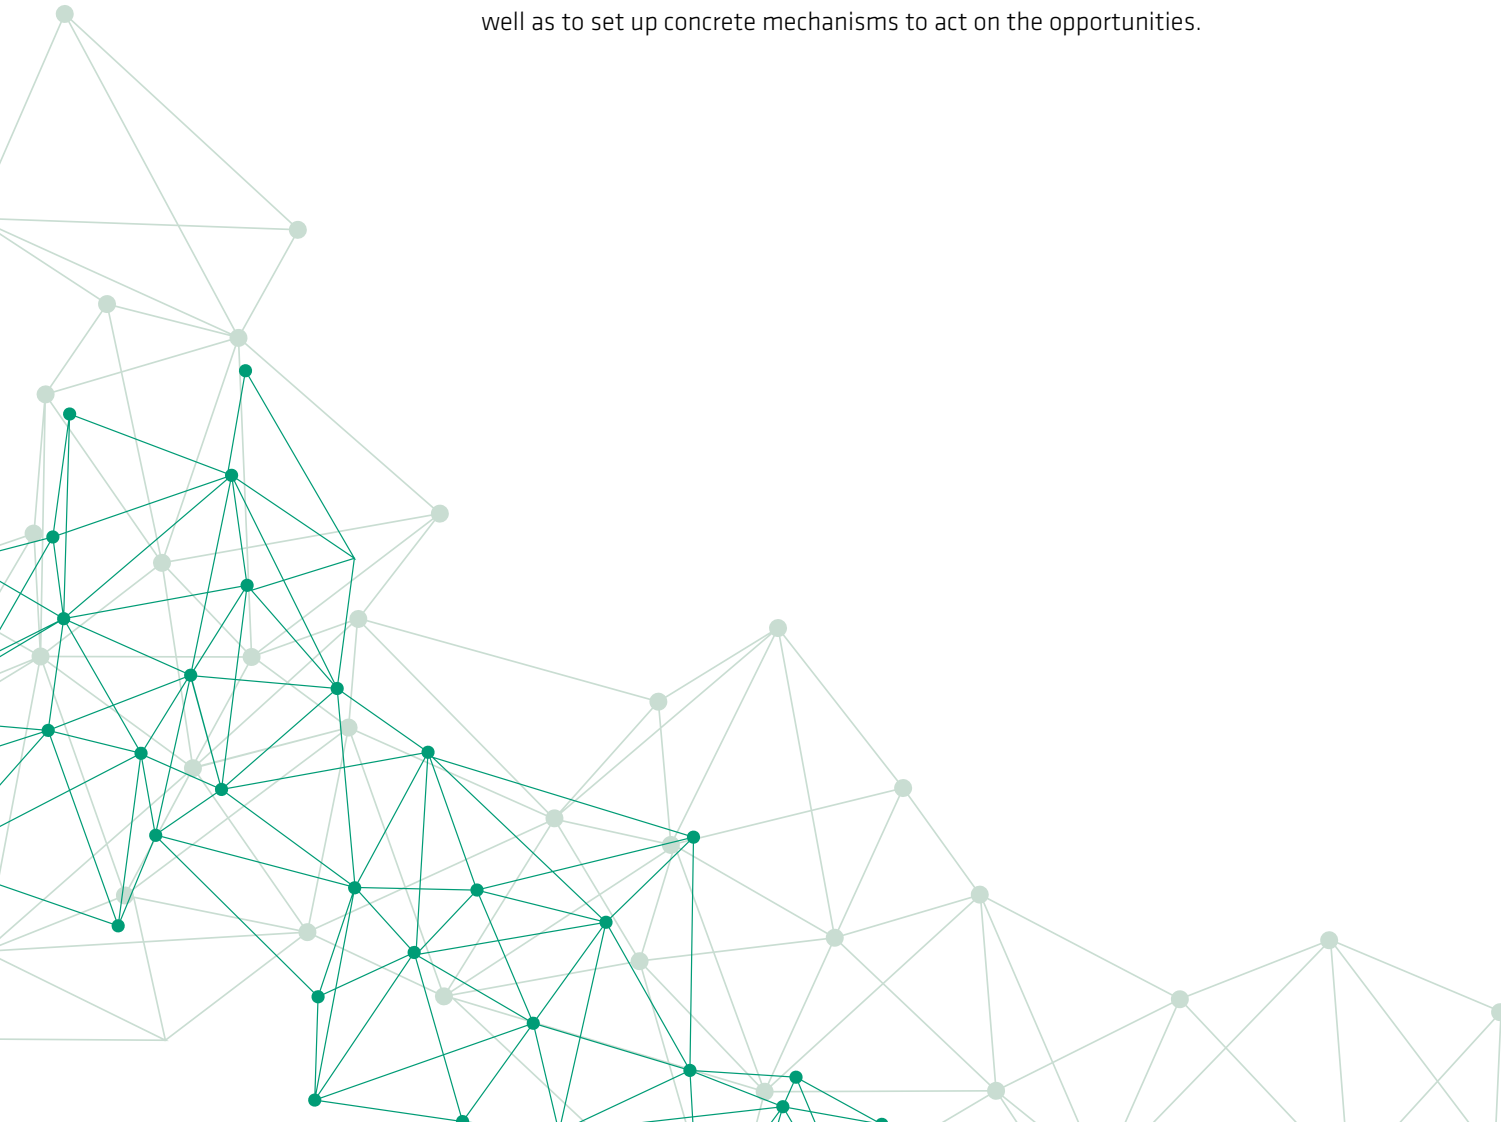 well as to set up concrete mechanisms to act on the opportunities.